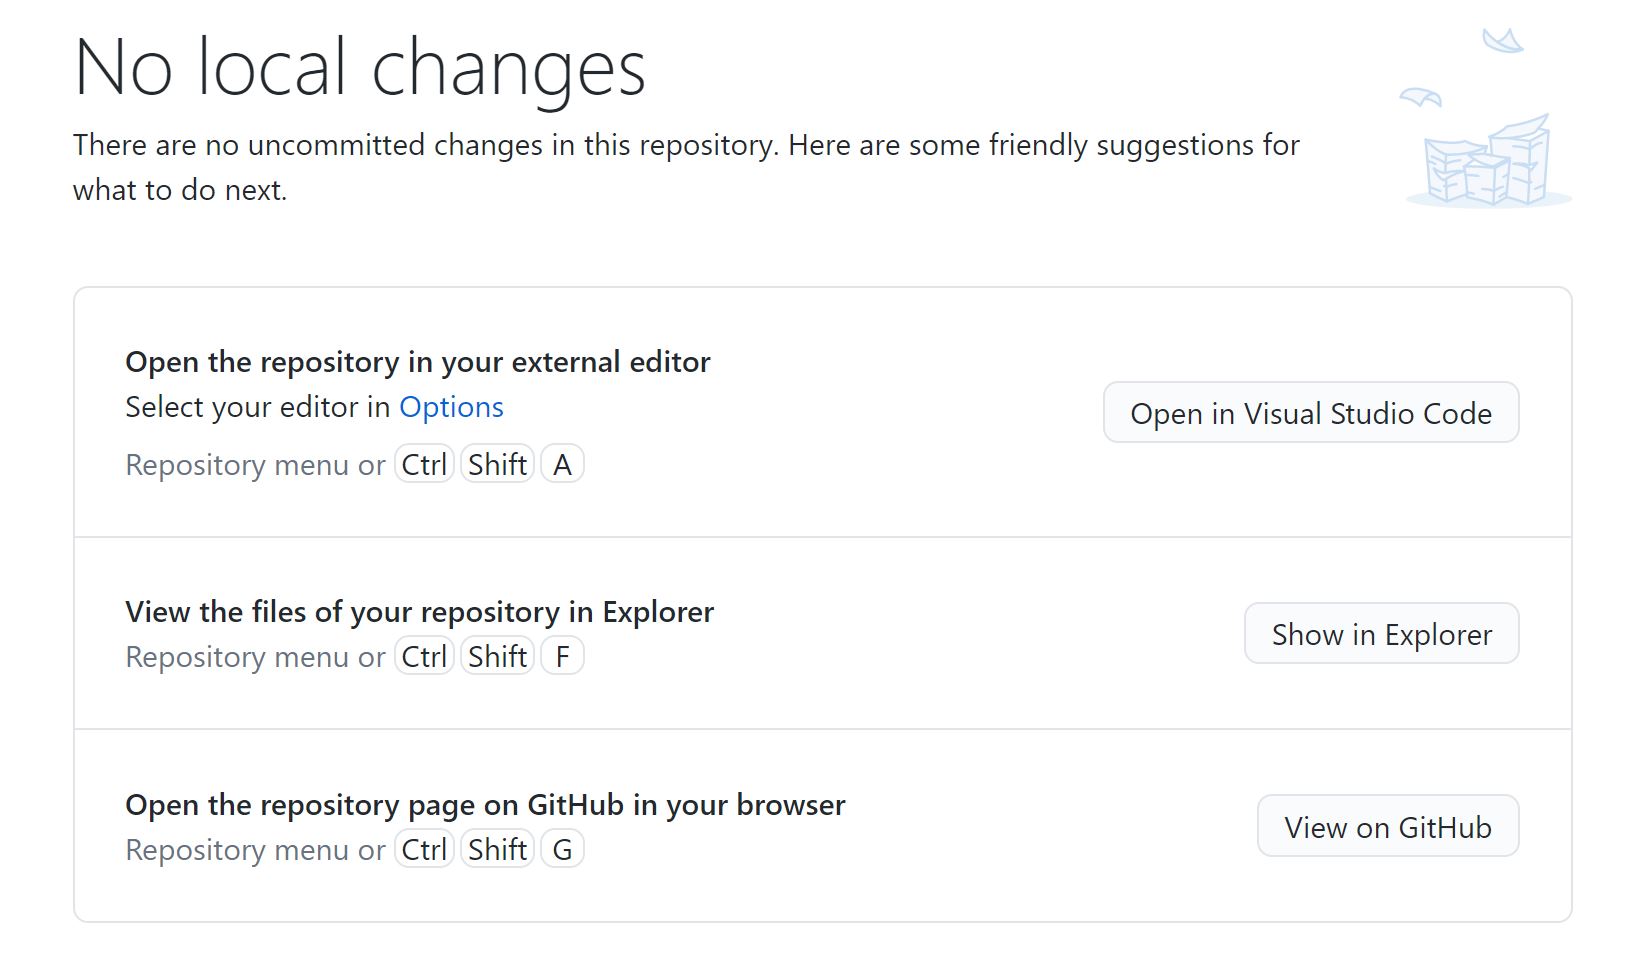 No local changes
There are no uncommitted changes in this repository. Here are some friendly suggestions for
what to do next.
Open the repository in your external editor
Select your editor in Options
Repository menu or Ctrl Shift A
Open in Visual Studio Code
View the files of your repository in Explorer
Repository menu or Ctrl Shift F
Show in Explorer
Open the repository page on GitHub in your browser
Repository menu or Ctrl Shift G
View on GitHub